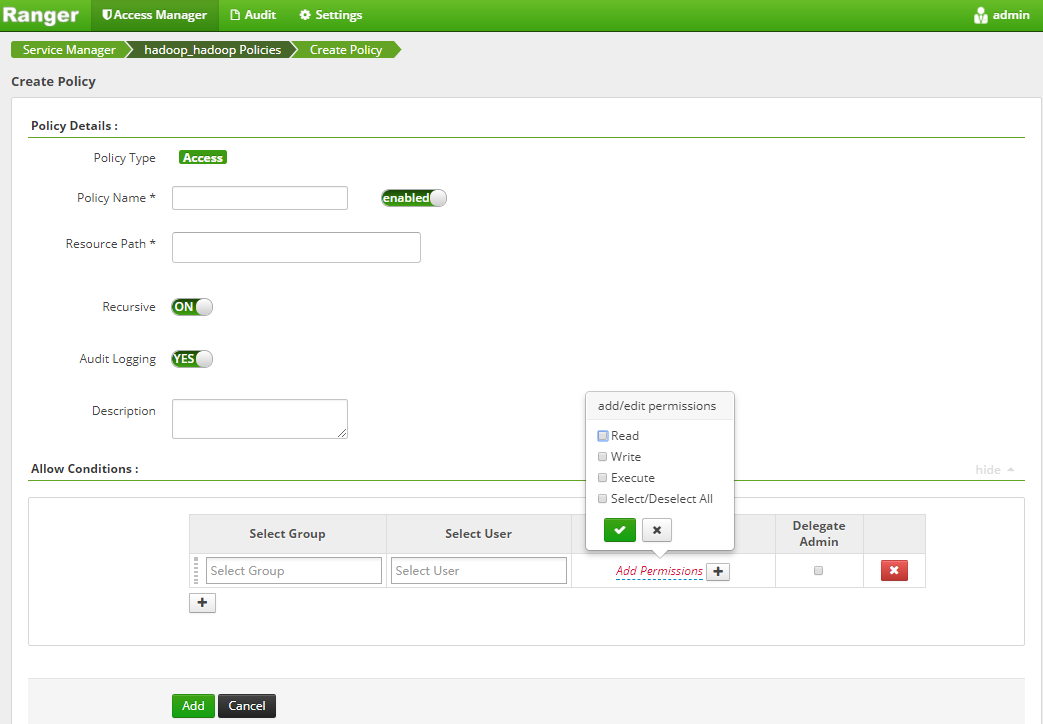 Ranger Access Manager Audit Settings admin
Service Manager hadoop_hadoop Policies Create Policy
Create Policy
Policy Details :
Policy Type Access
Policy Name * enabled
Resource Path *
Recursive ON
Audit Logging YES
Description
add/edit permissions
Read
Write
Execute
Select/Deselect All
Allow Conditions :
hide
Select Group Select User Delegate Admin
Select Group Select User Add Permissions
Add Cancel